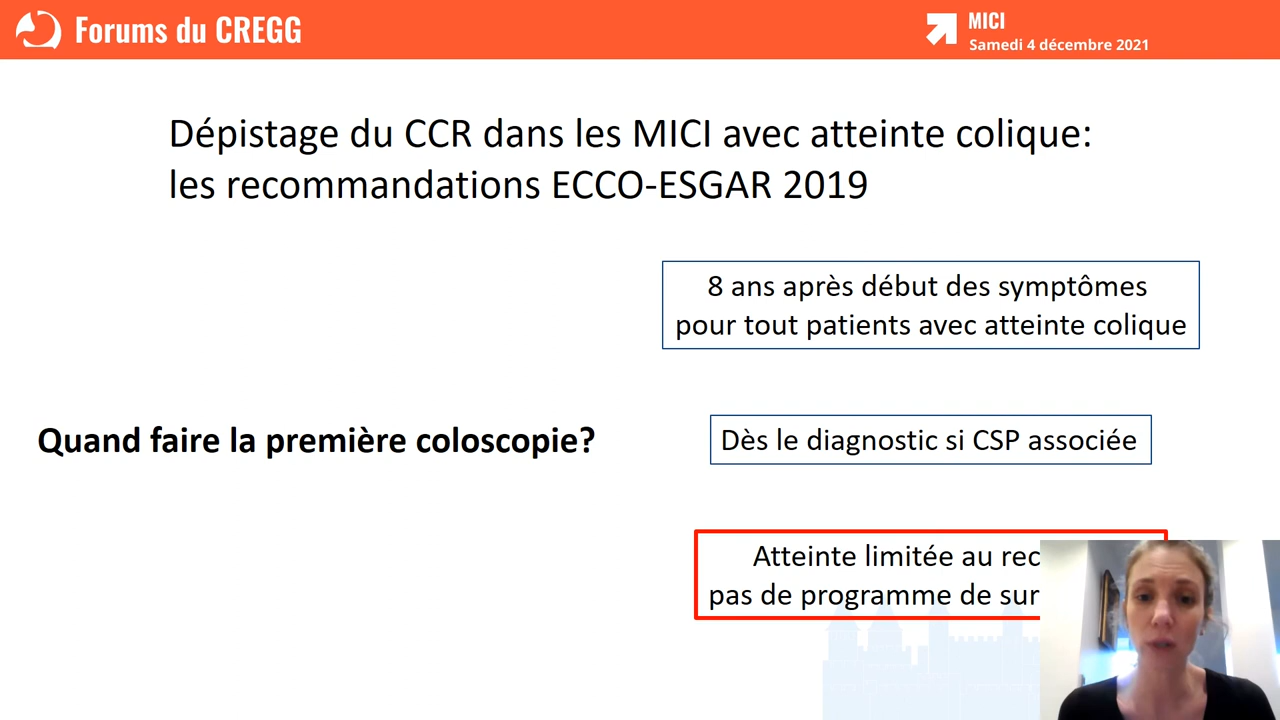 Forums du CREGG
MICI
Samedi 4 décembre 2021
Dépistage du CCR dans les MICI avec atteinte colique:
les recommandations ECCO-ESGAR 2019
8 ans après début des symptômes
pour tout patients avec atteinte colique
Quand faire la première coloscopie?
Dès le diagnostic si CSP associée
Atteinte limitée au
pas de programme de